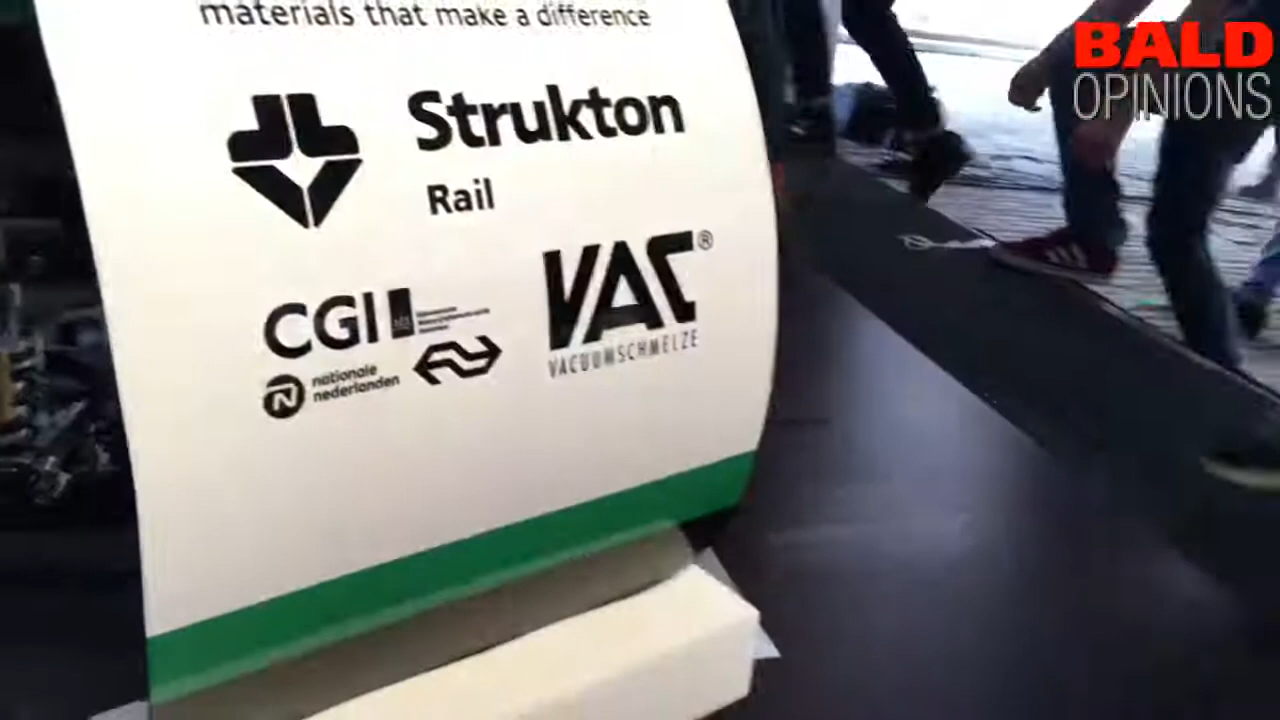 materials that make a difference
BALD
OPINIONS
Strukton
Rail
VAC®
VACUUMSCHMELZE
CGI
nationale
nederlanden